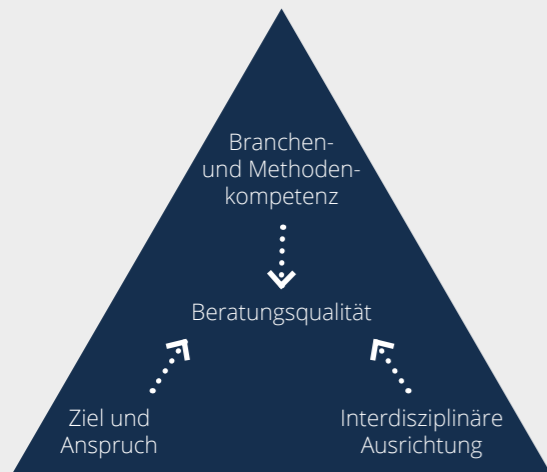 Branchen-
und Methoden-
kompetenz
Beratungsqualität
Ziel und
Anspruch
Interdisziplinäre
Ausrichtung